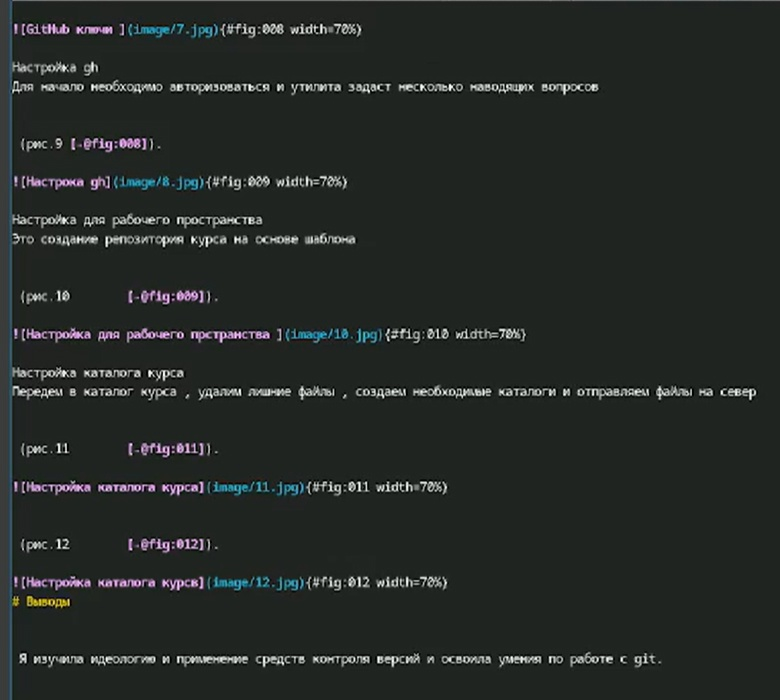 ![GitHub ключи ](image/7.jpg){#fig:008 width=70%}
Настройка gh
Для начало необходимо авторизоваться и утилита задаст несколько наводящих вопросов
(рис.9 [-@fig:008]).
![Настрока gh](image/8.jpg){#fig:009 width=70%}
Настройка для рабочего пространства
Это создание репозитория курса на основе шаблона
(рис.10 [-@fig:009]).
![Настройка для рабочего прстранства ](image/10.jpg){#fig:010 width=70%}
Настройка каталога курса
Передем в каталог курса , удалим лишние файлы , создаем необходимые каталоги и отправляем файлы на север
(рис.11 [-@fig:011]).
![Настройка каталога курса](image/11.jpg){#fig:011 width=70%}
(рис.12 [-@fig:012]).
![Настройка каталога курсв](image/12.jpg){#fig:012 width=70%}
# Выводы
Я изучила идеологию и применение средств контроля версий и освоила умения по работе с git.